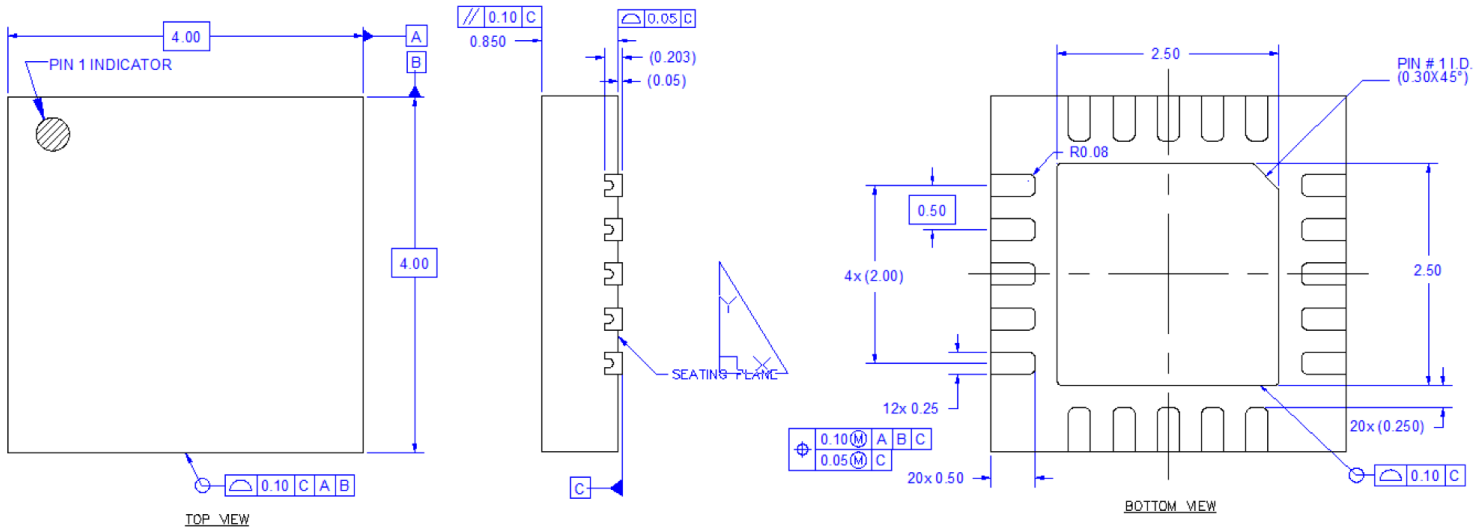 4.00
A
B
PIN 1 INDICATOR
4.00
0.10 C A B
TOP VIEW
// 0.10 C
0.05 C
0.850
(0.203)
(0.05)
Y
X
SEATING PLANE
C
2.50
PIN # 1 I.D.
(0.30X45°)
R0.08
0.50
4x (2.00)
2.50
12x 0.25
0.10 Ⓜ A B C
0.05 Ⓜ C
20x 0.50
20x (0.250)
0.10 C
BOTTOM VIEW